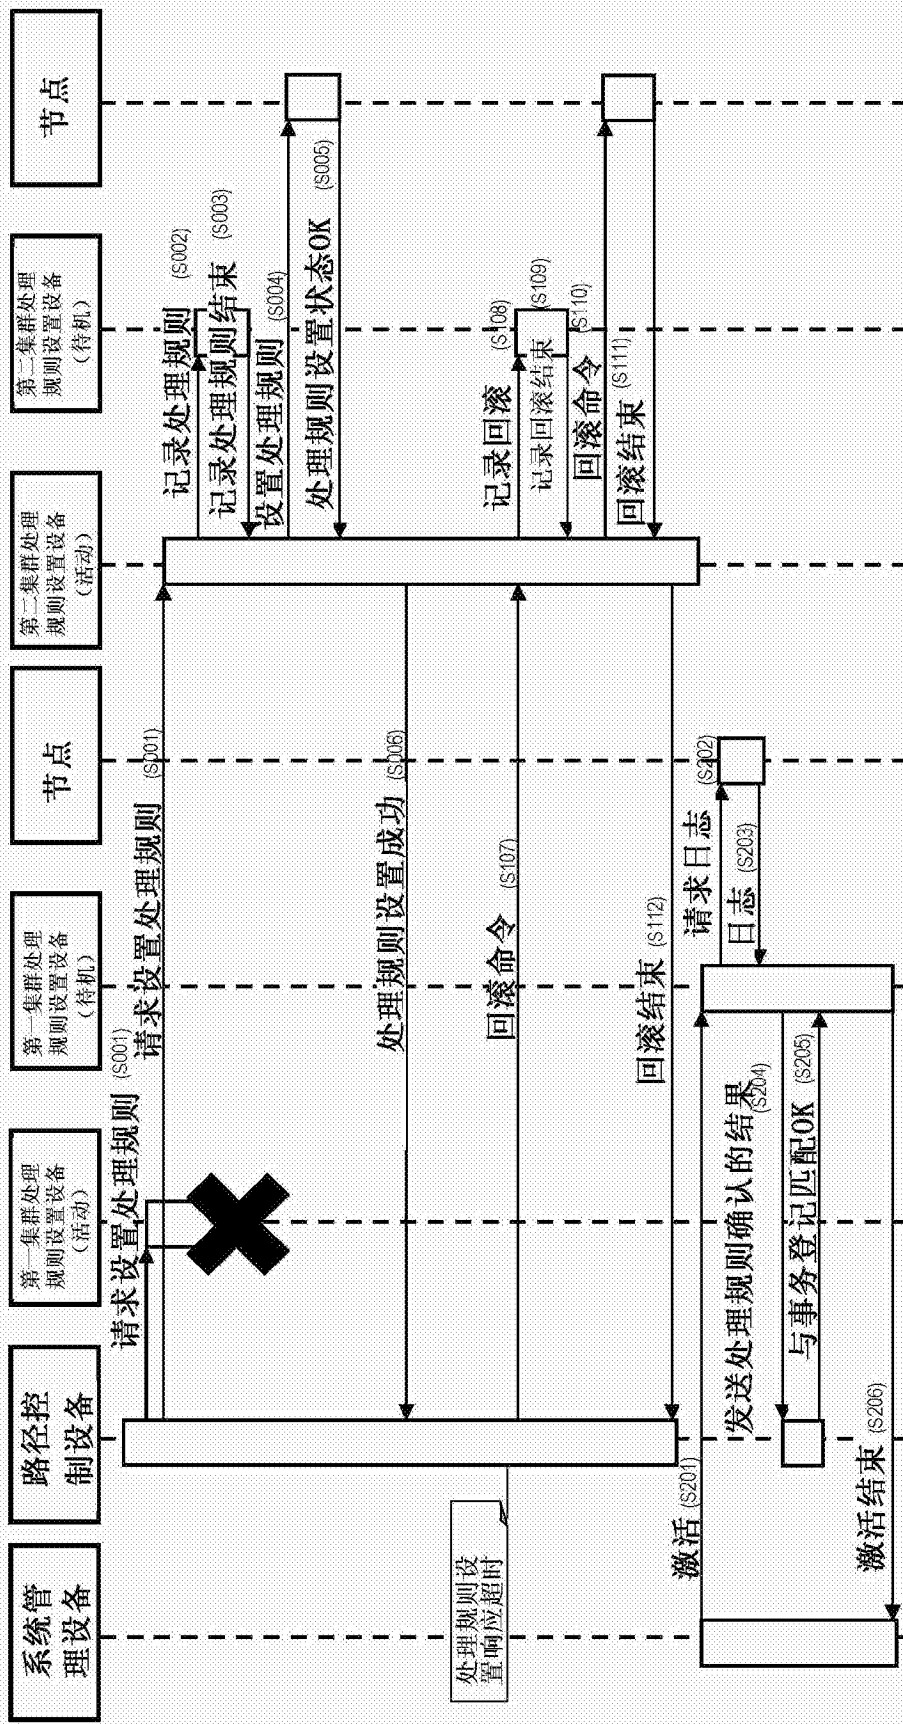 系统管
理设备
路径控
制设备
第一集群处理
规则设置设备
（活动）
第一集群处理
规则设置设备
（待机）
节点
第二集群处理
规则设置设备
（活动）
第二集群处理
规则设置设备
（待机）
节点
请求设置处理规则 (S001)
请求设置处理规则 (S001)
记录处理规则 (S002)
记录处理规则结束 (S003)
设置处理规则 (S004)
处理规则设置状态OK (S005)
处理规则设置成功 (S006)
处理规则设
置响应超时
回滚命令 (S107)
记录回滚 (S108)
记录回滚结束 (S109)
回滚命令 (S110)
回滚结束 (S111)
回滚结束 (S112)
激活 (S201)
请求日志 (S202)
日志 (S203)
发送处理规则确认的结果 (S204)
与事务登记匹配OK (S205)
激活结束 (S206)